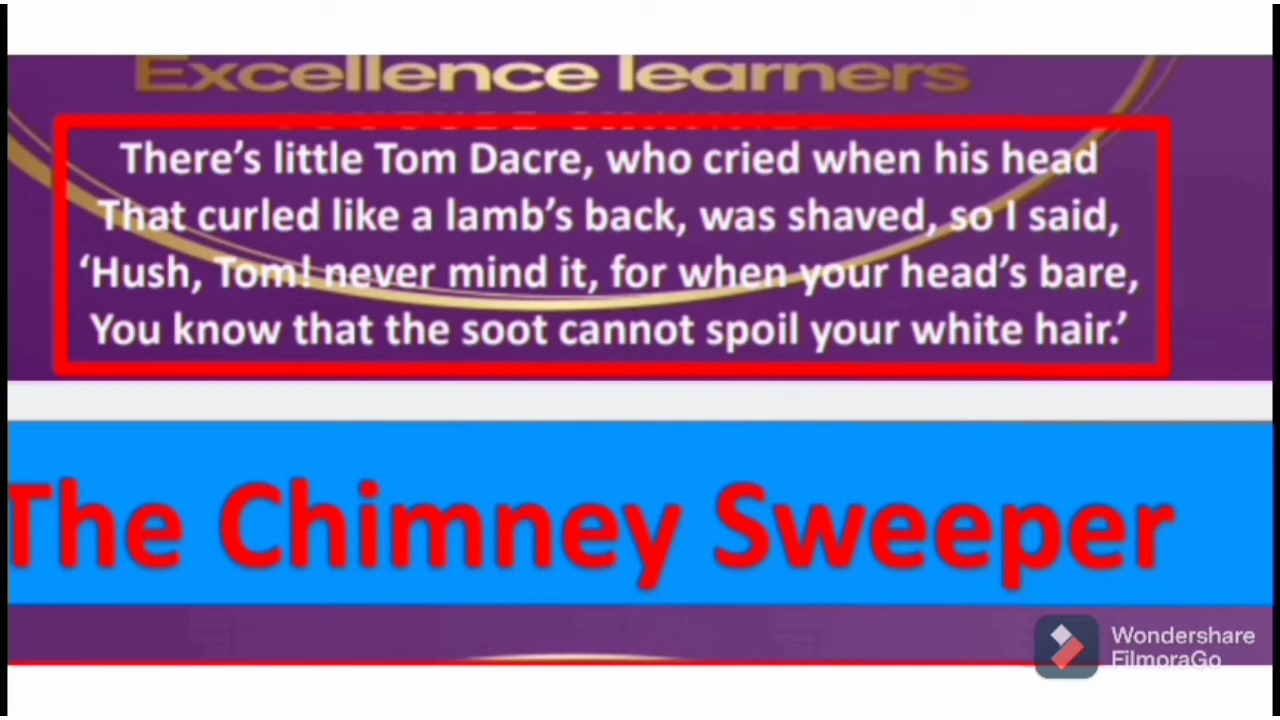 Excellence learners
There's little Tom Dacre, who cried when his head
That curled like a lamb's back, was shaved, so I said,
‘Hush, Tom! never mind it, for when your head's bare,
You know that the soot cannot spoil your white hair.’
The Chimney Sweeper
Wondershare
FilmoraGo